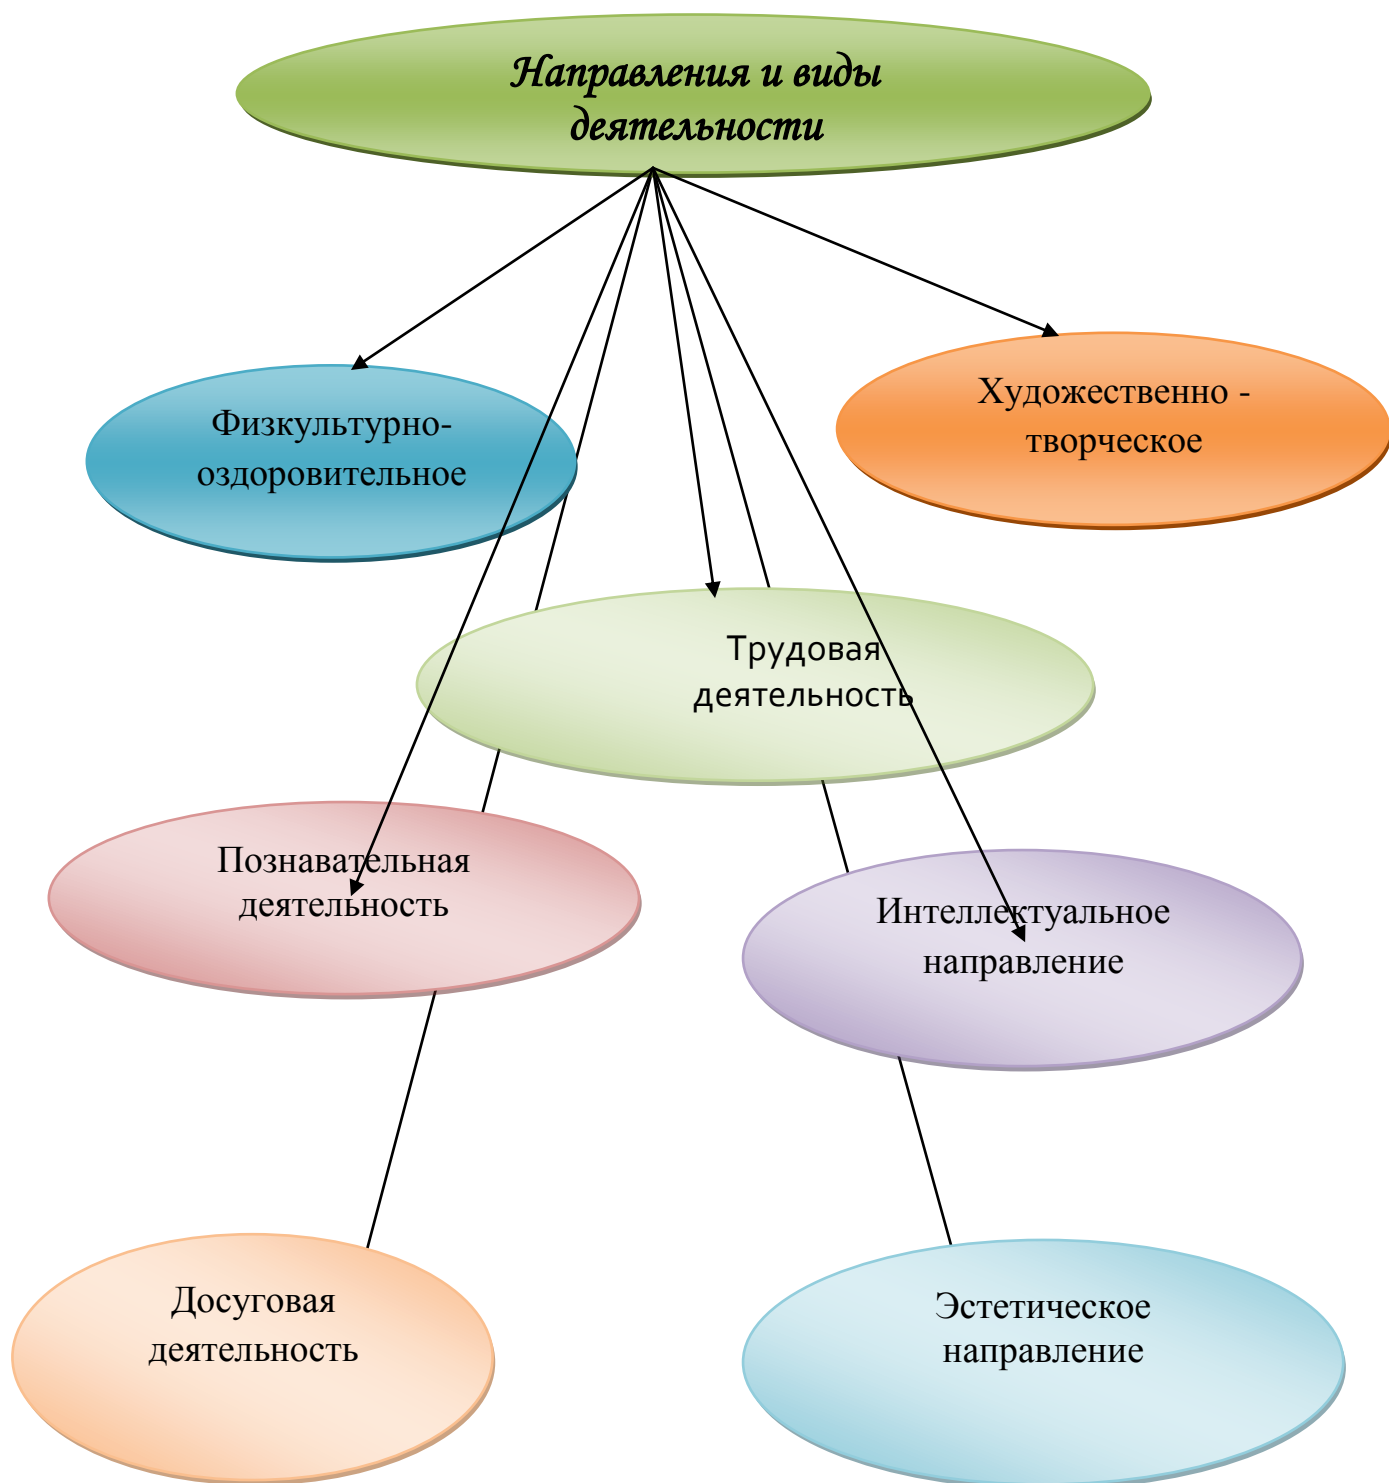 Направления и виды
деятельности
Физкультурно-
оздоровительное
Художественно -
творческое
Трудовая
деятельность
Познавательная
деятельность
Интеллектуальное
направление
Досуговая
деятельность
Эстетическое
направление